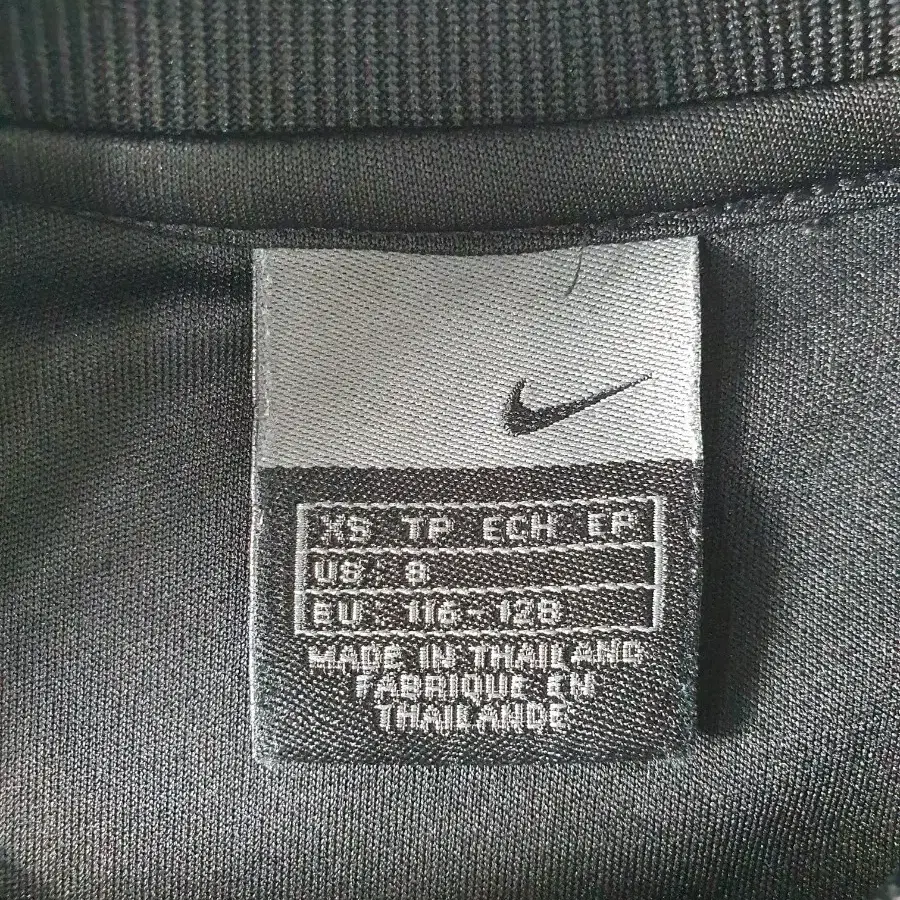 XS TP ECH EP
US : 8
EU : 116-128
MADE IN THAILAND
FABRIQUE EN
THAILANDE